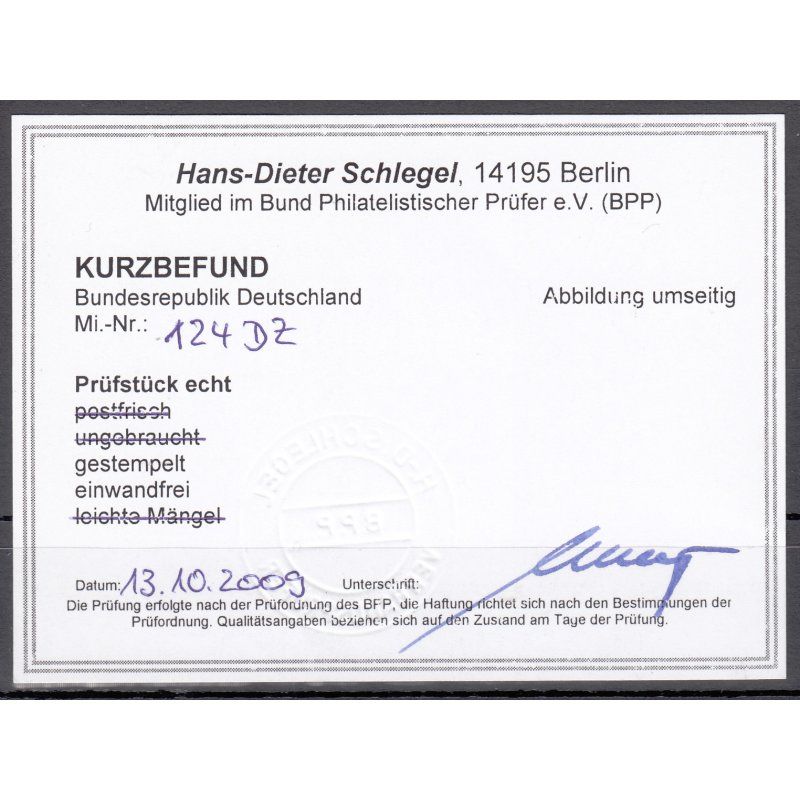 Hans-Dieter Schlegel, 14195 Berlin
Mitglied im Bund Philatelistischer Prüfer e.V. (BPP)
KURZBEFUND
Bundesrepublik Deutschland
Abbildung umseitig
Mi.-Nr.: 124 DZ
Prüfstück echt
postfrisch
ungebraucht
gestempelt
einwandfrei
leichte Mängel
H.-D. SCHLEGEL
BPP
Datum: 13.10.2009 Unterschrift:
Die Prüfung erfolgte nach der Prüfordnung des BPP, die Haftung richtet sich nach den Bestimmungen der
Prüfordnung. Qualitätsangaben beziehen sich auf den Zustand am Tage der Prüfung.